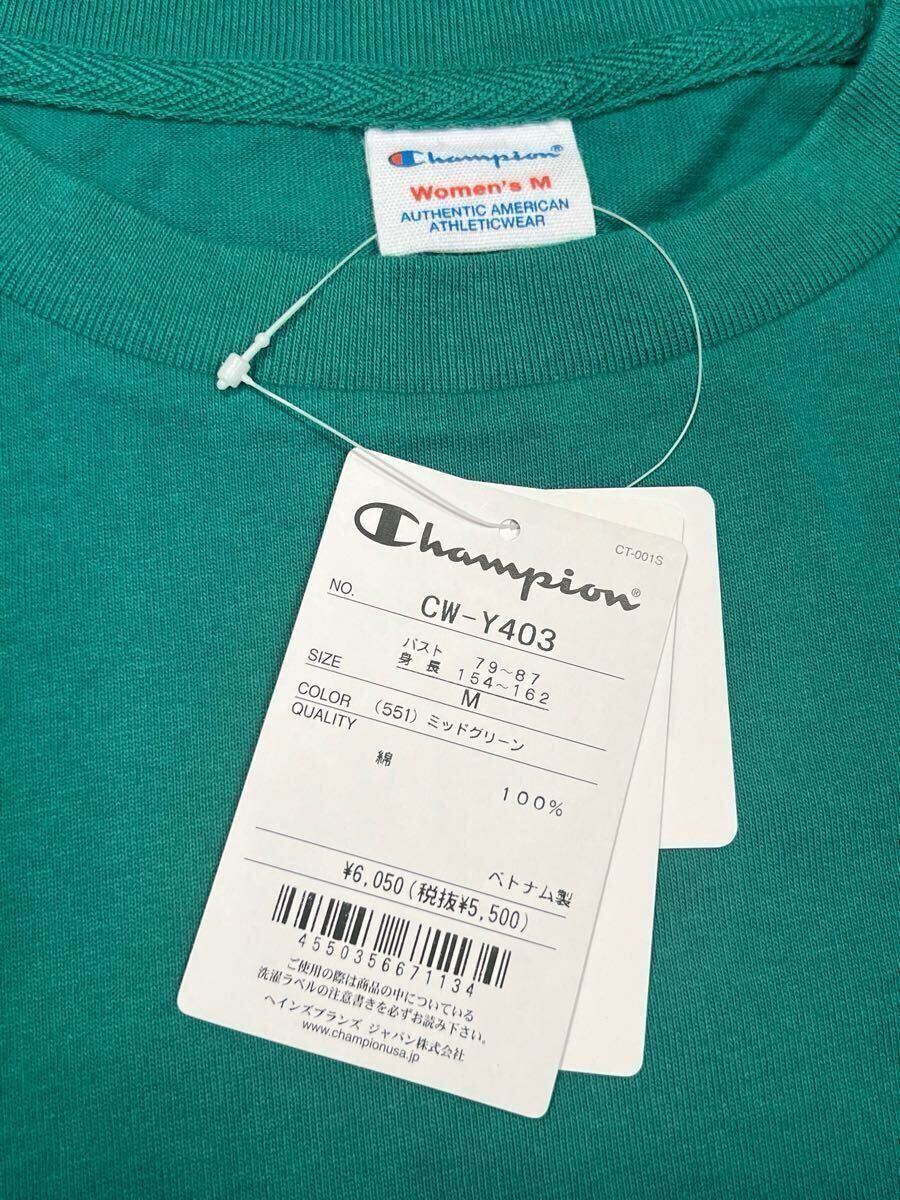 Champion®
Women's M
AUTHENTIC AMERICAN
ATHLETICWEAR
CT-001S
Champion®
NO. CW-Y403
SIZE バスト 79～87
身長 154～162
M
COLOR (551) ミッドグリーン
QUALITY
綿 100%
ベトナム製
¥6,050(税抜¥5,500)
4550356671134
ご使用の際は商品の中についている
洗濯ラベルの注意書きを必ずお読み下さい。
ヘインズブランズ ジャパン株式会社
www.championusa.jp